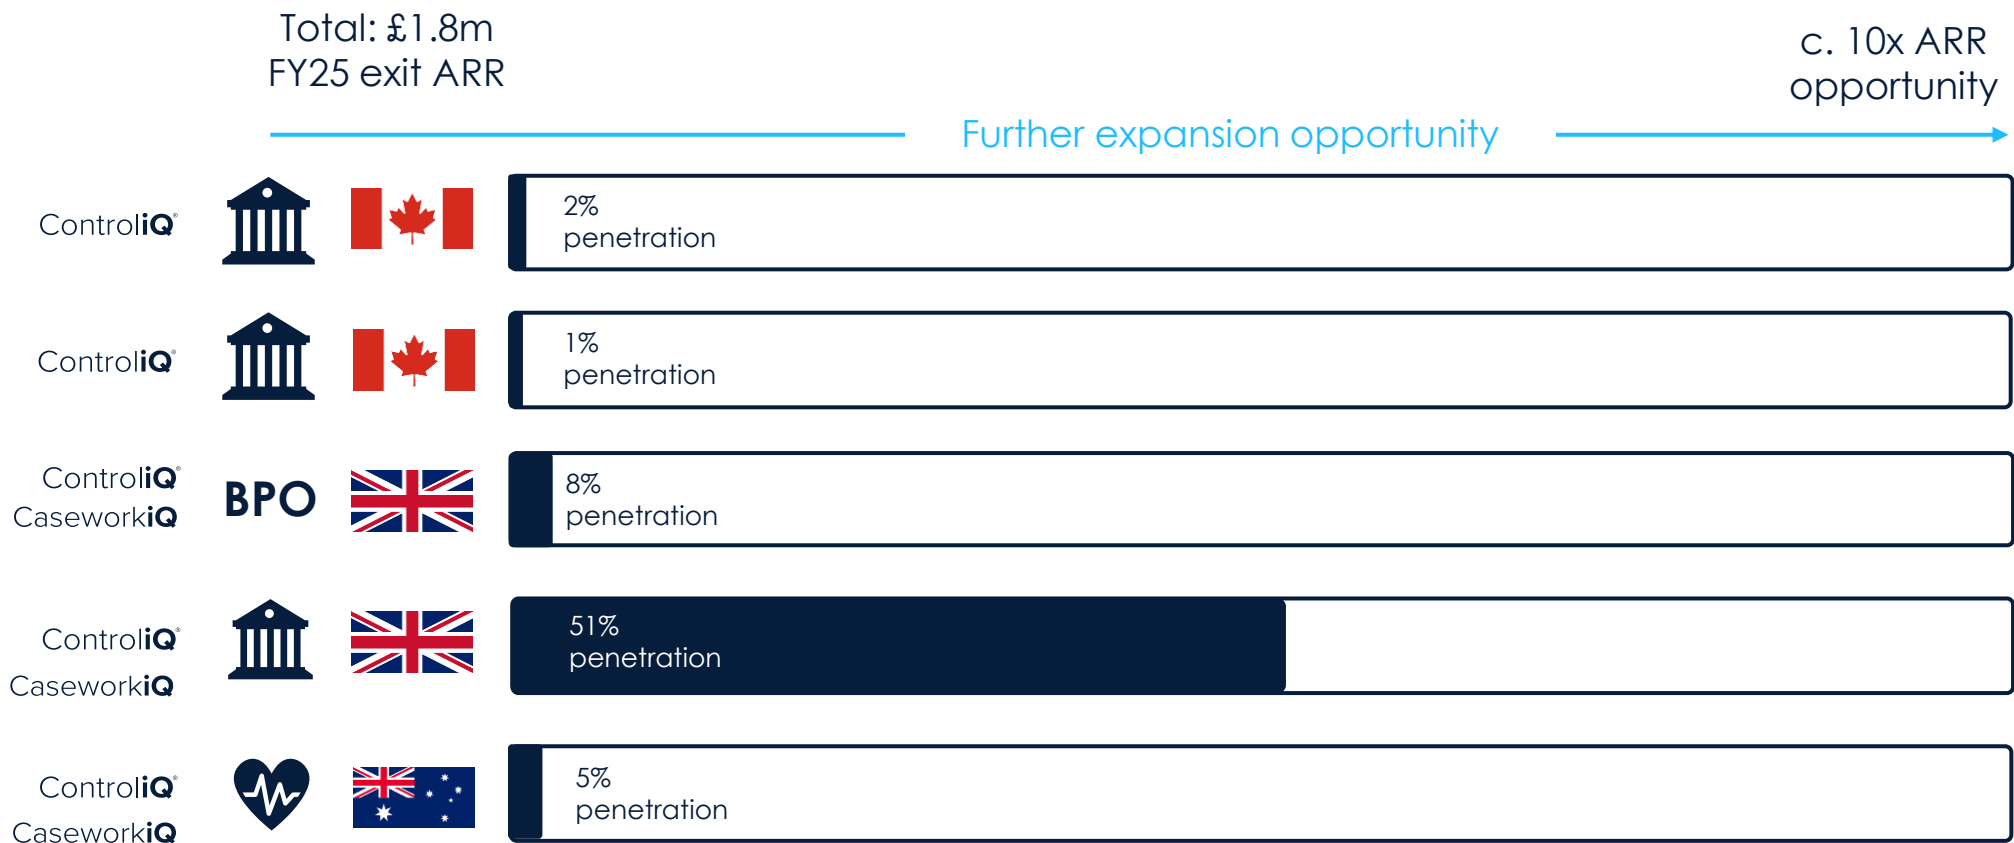 Total: £1.8m
FY25 exit ARR
c. 10x ARR
opportunity
Further expansion opportunity
ControliQ®
2%
penetration
ControliQ®
1%
penetration
ControliQ®
CaseworkiQ
BPO
8%
penetration
ControliQ®
CaseworkiQ
51%
penetration
ControliQ®
CaseworkiQ
5%
penetration